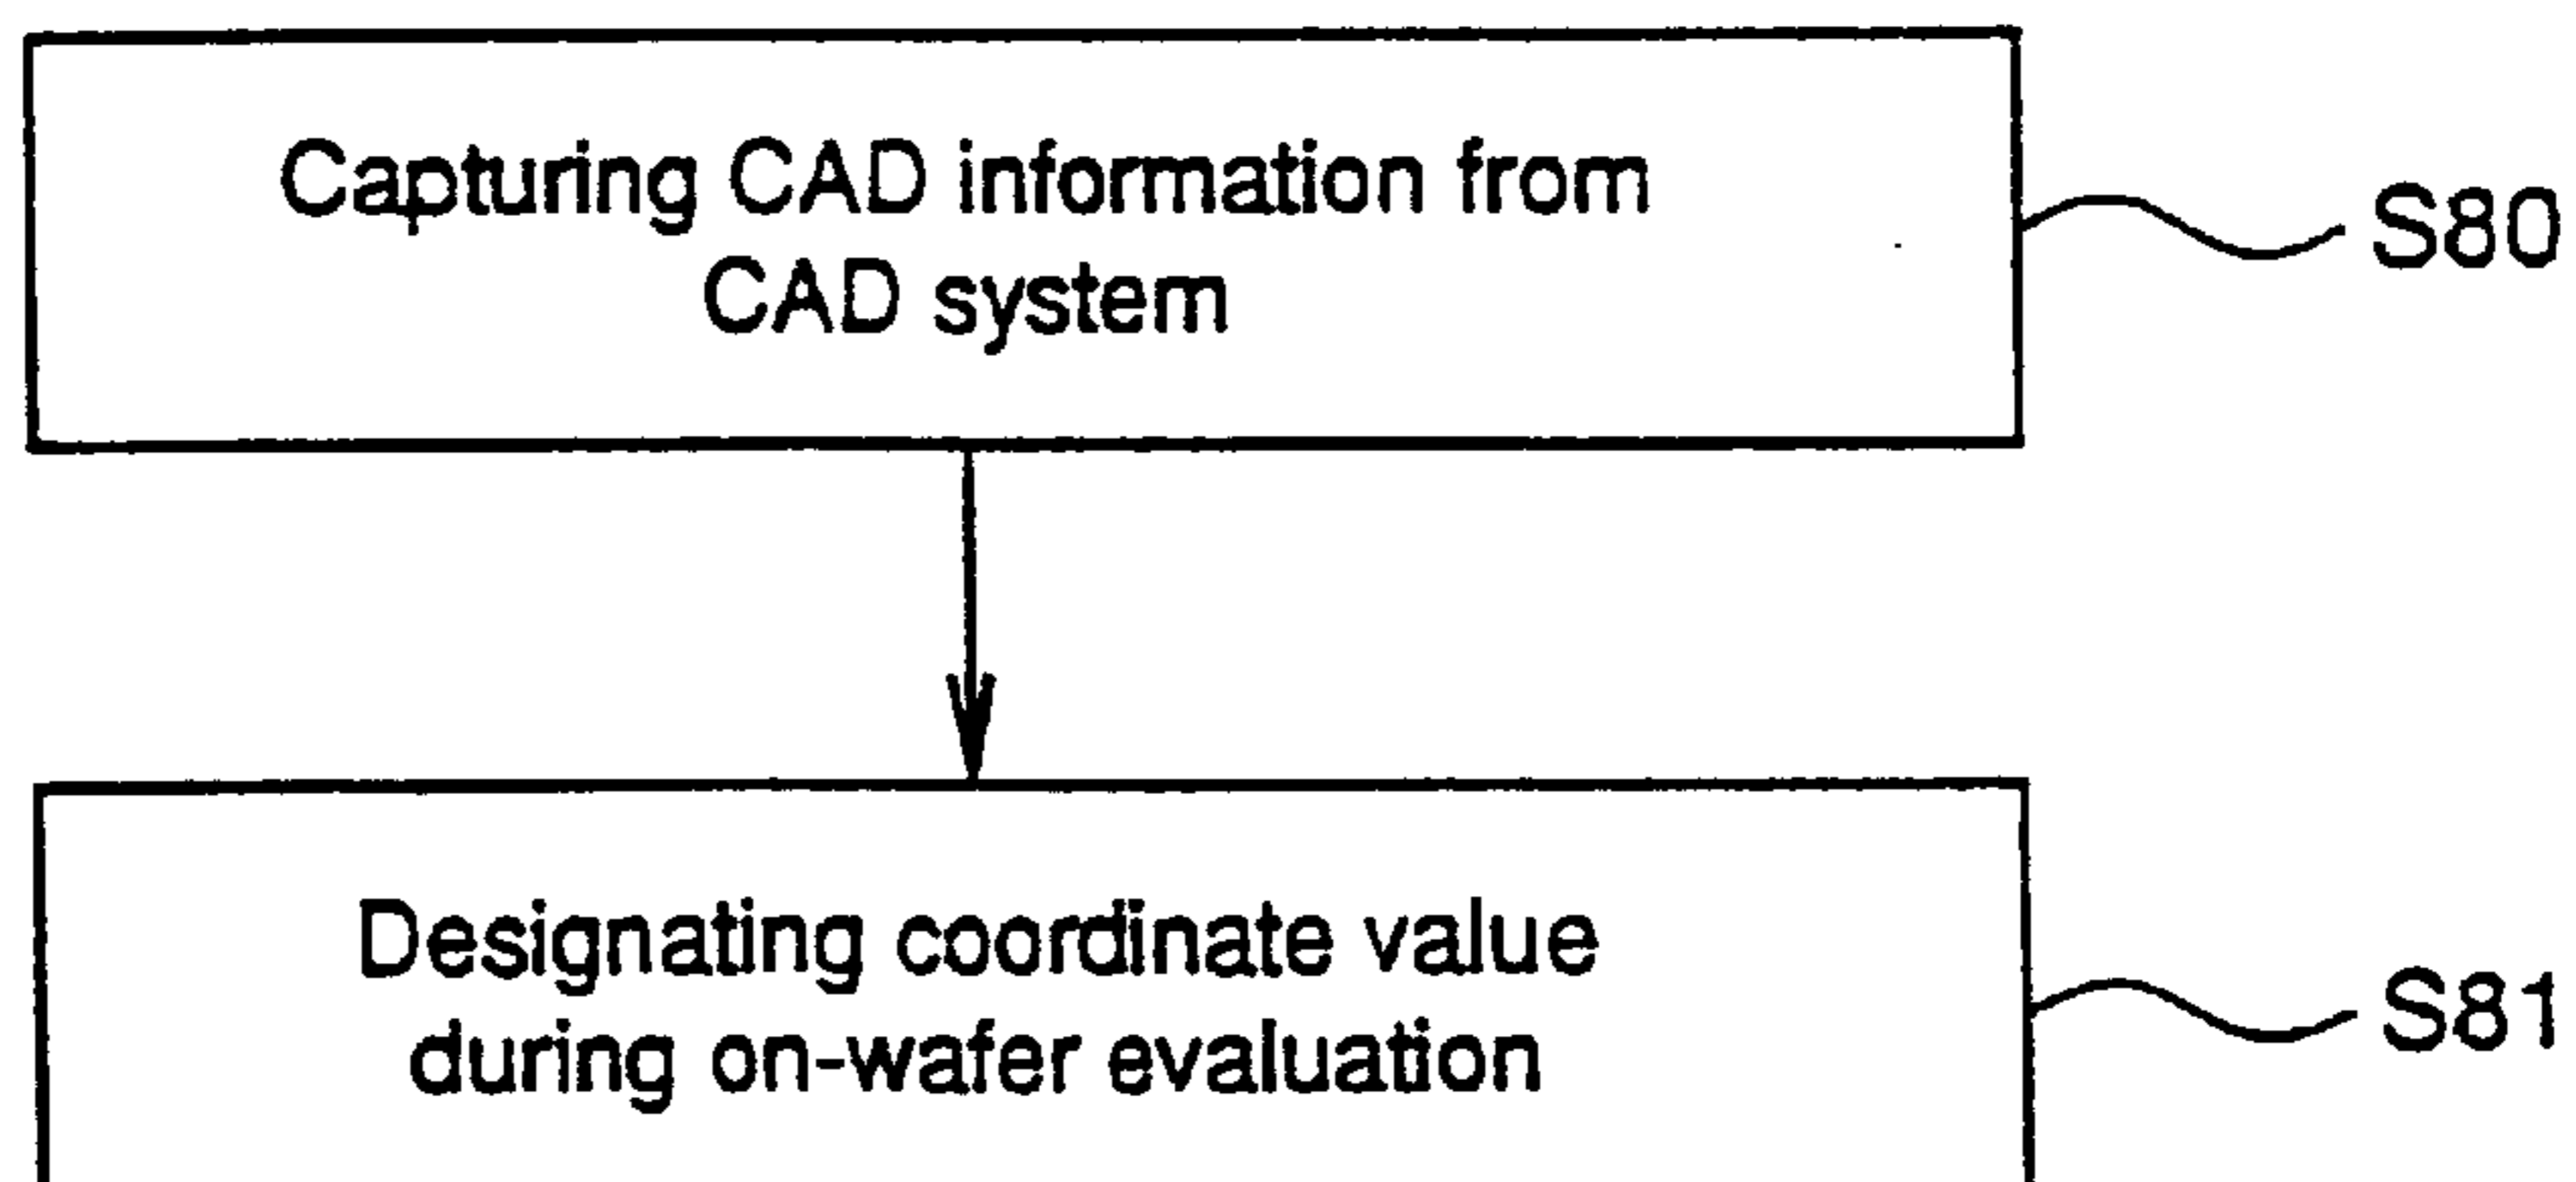 Capturing CAD information from
CAD system
S80
Designating coordinate value
during on-wafer evaluation
S81